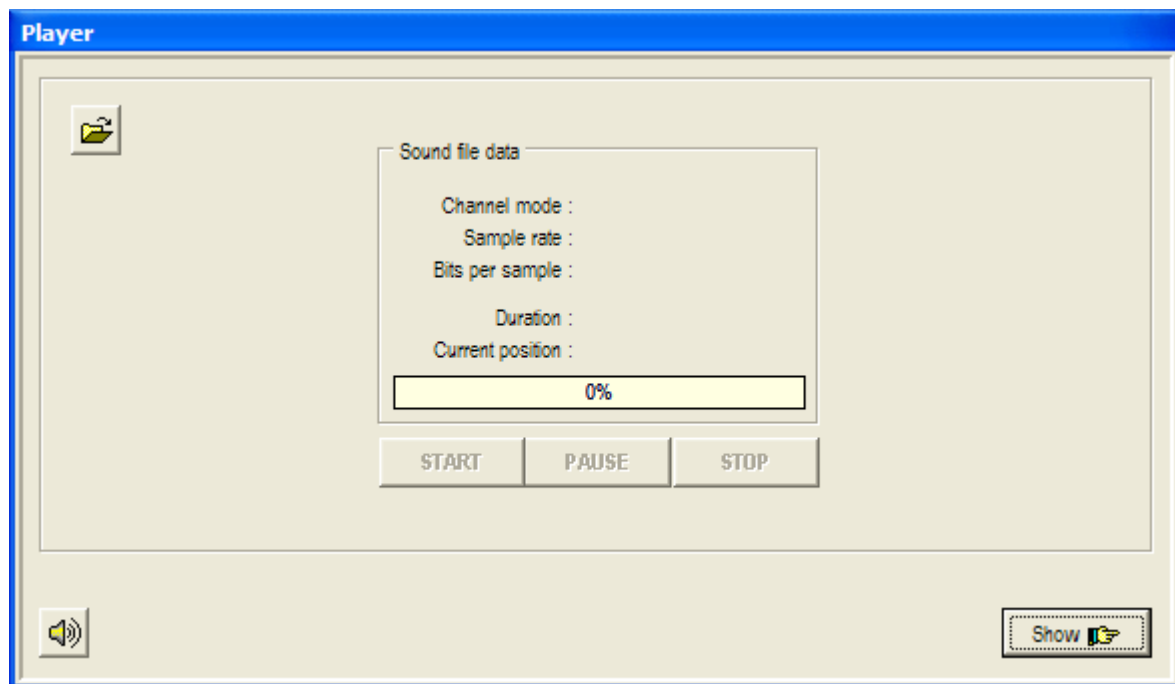 Player
Sound file data
Channel mode :
Sample rate :
Bits per sample :
Duration :
Current position :
0%
START PAUSE STOP
Show